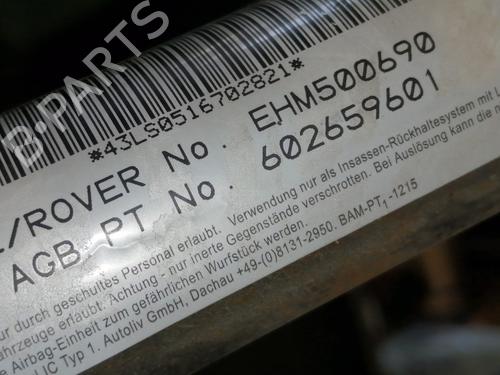 B-PARTS
*43LS0516702821*
/ROVER No. EHM500690
AGB PT No. 602659601
ur durch geschultes Personal erlaubt. Verwendung nur als Insassen-Rückhaltesystem mit
ahrzeuge erlaubt. Achtung - nur inerte Gegenstände verschrotten. Bei Auslösung kann die
Airbag-Einheit zum gefährlichen Wurfstück werden.
LIC Typ 1. Autoliv GmbH, Dachau +49-(0)8131-2950. BAM-PT₁-1215